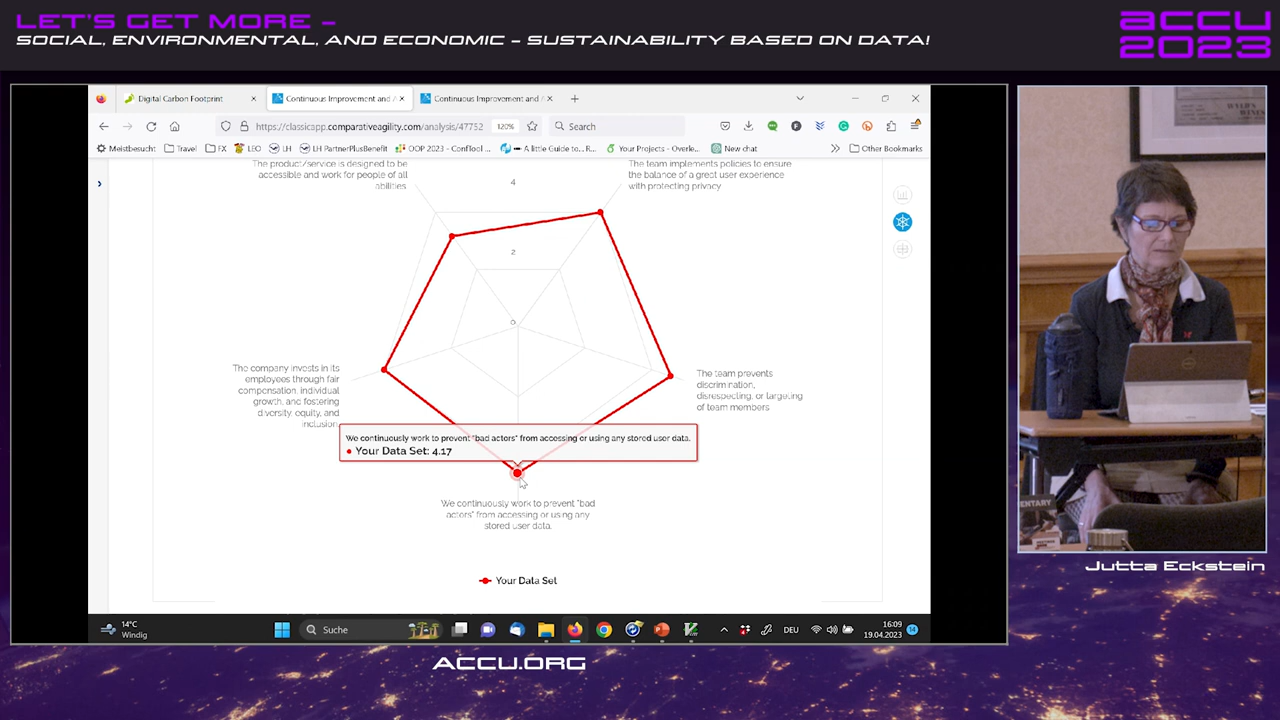 LET'S GET MORE –
SOCIAL, ENVIRONMENTAL, AND ECONOMIC – SUSTAINABILITY BASED ON DATA!
ACCU
2023
Digital Carbon Footprint
Continuous Improvement and A
Continuous Improvement and A
https://classicapp.comparativeagility.com/analysis/47752
120%
Search
Meistbesucht
Travel
FX
LEO
LH
LH PartnerPlusBenefit
OOP 2023 – ConfTool ...
A little Guide to... R...
Your Projects - Overle...
New chat
Other Bookmarks
The product/service is designed to be
accessible and work for people of all
abilities.
4
The team implements policies to ensure
the balance of a great user experience
with protecting privacy
2
0
The company invests in its
employees through fair
compensation, individual
growth, and fostering
diversity, equity, and
inclusion.
The team prevents
discrimination,
disrespecting, or targeting
of team members.
We continuously work to prevent "bad actors" from accessing or using any stored user data.
Your Data Set: 4.17
We continuously work to prevent "bad
actors" from accessing or using any
stored user data.
Your Data Set
14°C
Windig
Suche
DEU
16:09
19.04.2023
Jutta Eckstein
ACCU.ORG